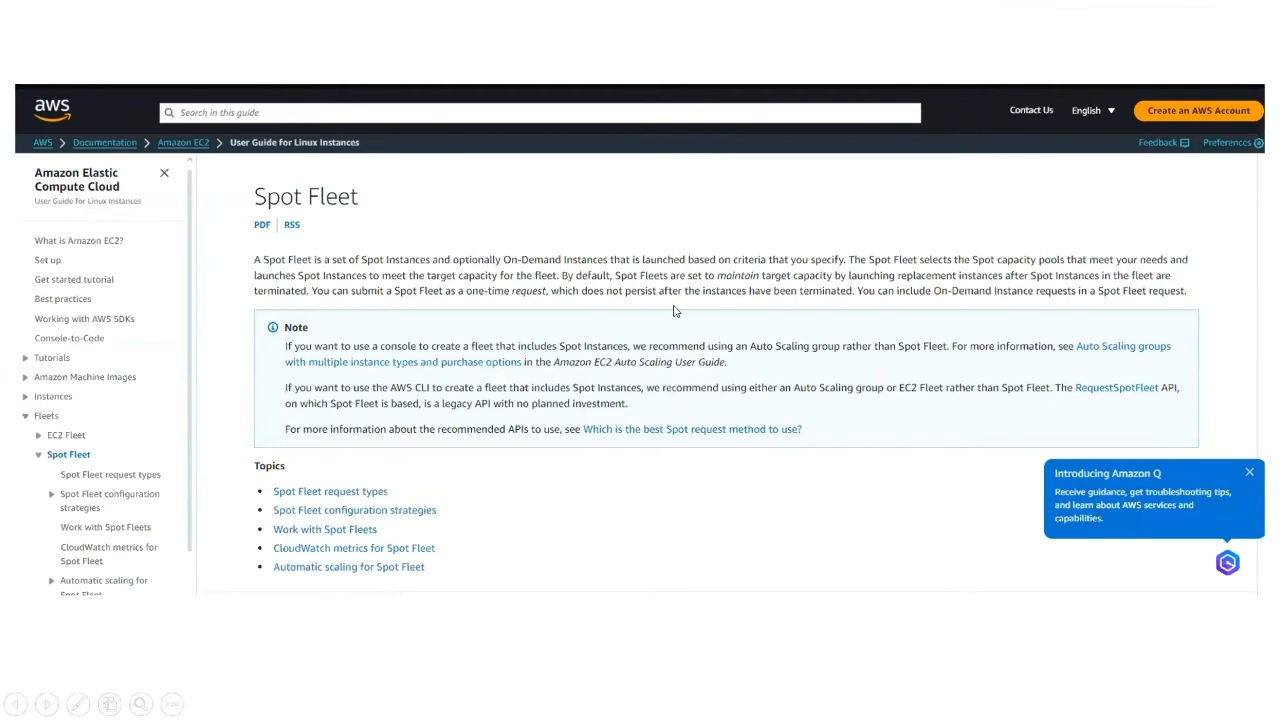 aws
Search in this guide
Contact Us
English
Create an AWS Account
AWS
Documentation
Amazon EC2
User Guide for Linux Instances
Feedback
Preferences
Amazon Elastic
Compute Cloud
User Guide for Linux Instances
What is Amazon EC2?
Set up
Get started tutorial
Best practices
Working with AWS SDKs
Console-to-Code
Tutorials
Amazon Machine Images
Instances
Fleets
EC2 Fleet
Spot Fleet
Spot Fleet request types
Spot Fleet configuration
strategies
Work with Spot Fleets
CloudWatch metrics for
Spot Fleet
Automatic scaling for
Spot Fleet
Spot Fleet
PDF
RSS
A Spot Fleet is a set of Spot Instances and optionally On-Demand Instances that is launched based on criteria that you specify. The Spot Fleet selects the Spot capacity pools that meet your needs and
launches Spot Instances to meet the target capacity for the fleet. By default, Spot Fleets are set to maintain target capacity by launching replacement instances after Spot Instances in the fleet are
terminated. You can submit a Spot Fleet as a one-time request, which does not persist after the instances have been terminated. You can include On-Demand Instance requests in a Spot Fleet request.
Note
If you want to use a console to create a fleet that includes Spot Instances, we recommend using an Auto Scaling group rather than Spot Fleet. For more information, see Auto Scaling groups
with multiple instance types and purchase options in the Amazon EC2 Auto Scaling User Guide.
If you want to use the AWS CLI to create a fleet that includes Spot Instances, we recommend using either an Auto Scaling group or EC2 Fleet rather than Spot Fleet. The RequestSpotFleet API,
on which Spot Fleet is based, is a legacy API with no planned investment.
For more information about the recommended APIs to use, see Which is the best Spot request method to use?
Topics
• Spot Fleet request types
• Spot Fleet configuration strategies
• Work with Spot Fleets
• CloudWatch metrics for Spot Fleet
• Automatic scaling for Spot Fleet
Introducing Amazon Q
Receive guidance, get troubleshooting tips,
and learn about AWS services and
capabilities.